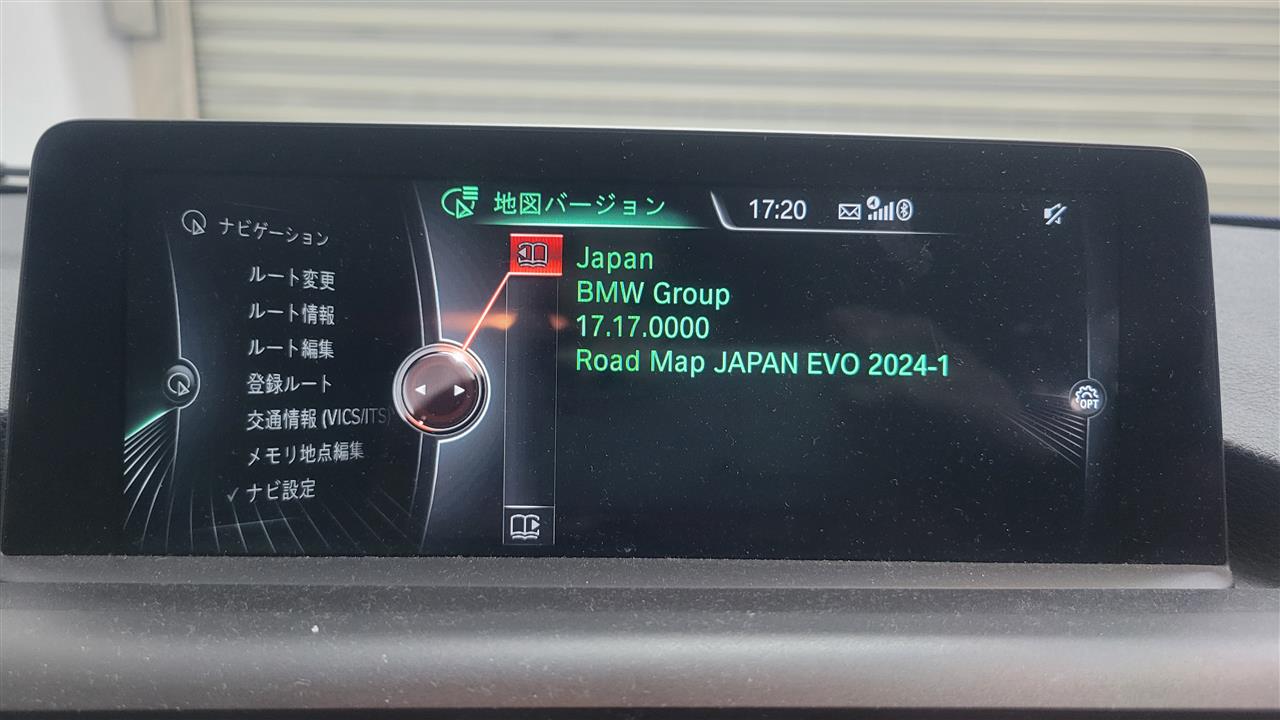 地図バージョン
17:20
ナビゲーション
ルート変更
ルート情報
ルート編集
登録ルート
交通情報 (VICS/ITS)
メモリ地点編集
ナビ設定
Japan
BMW Group
17.17.0000
Road Map JAPAN EVO 2024-1
OPT